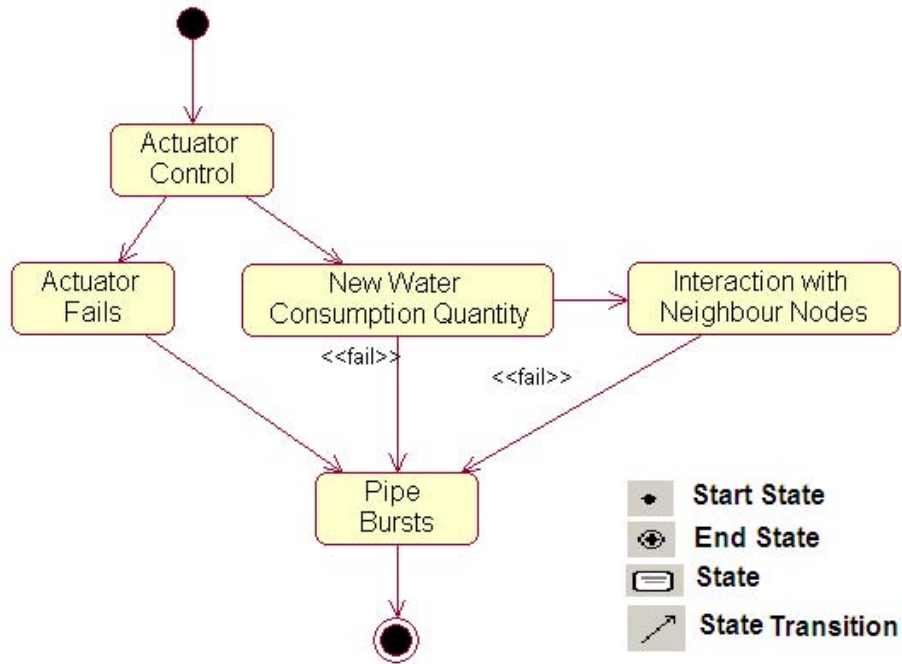 Actuator
Control
Actuator
Fails
New Water
Consumption Quantity
Interaction with
Neighbour Nodes
<<fail>>
<<fail>>
Pipe
Bursts
Start State
End State
State
State Transition